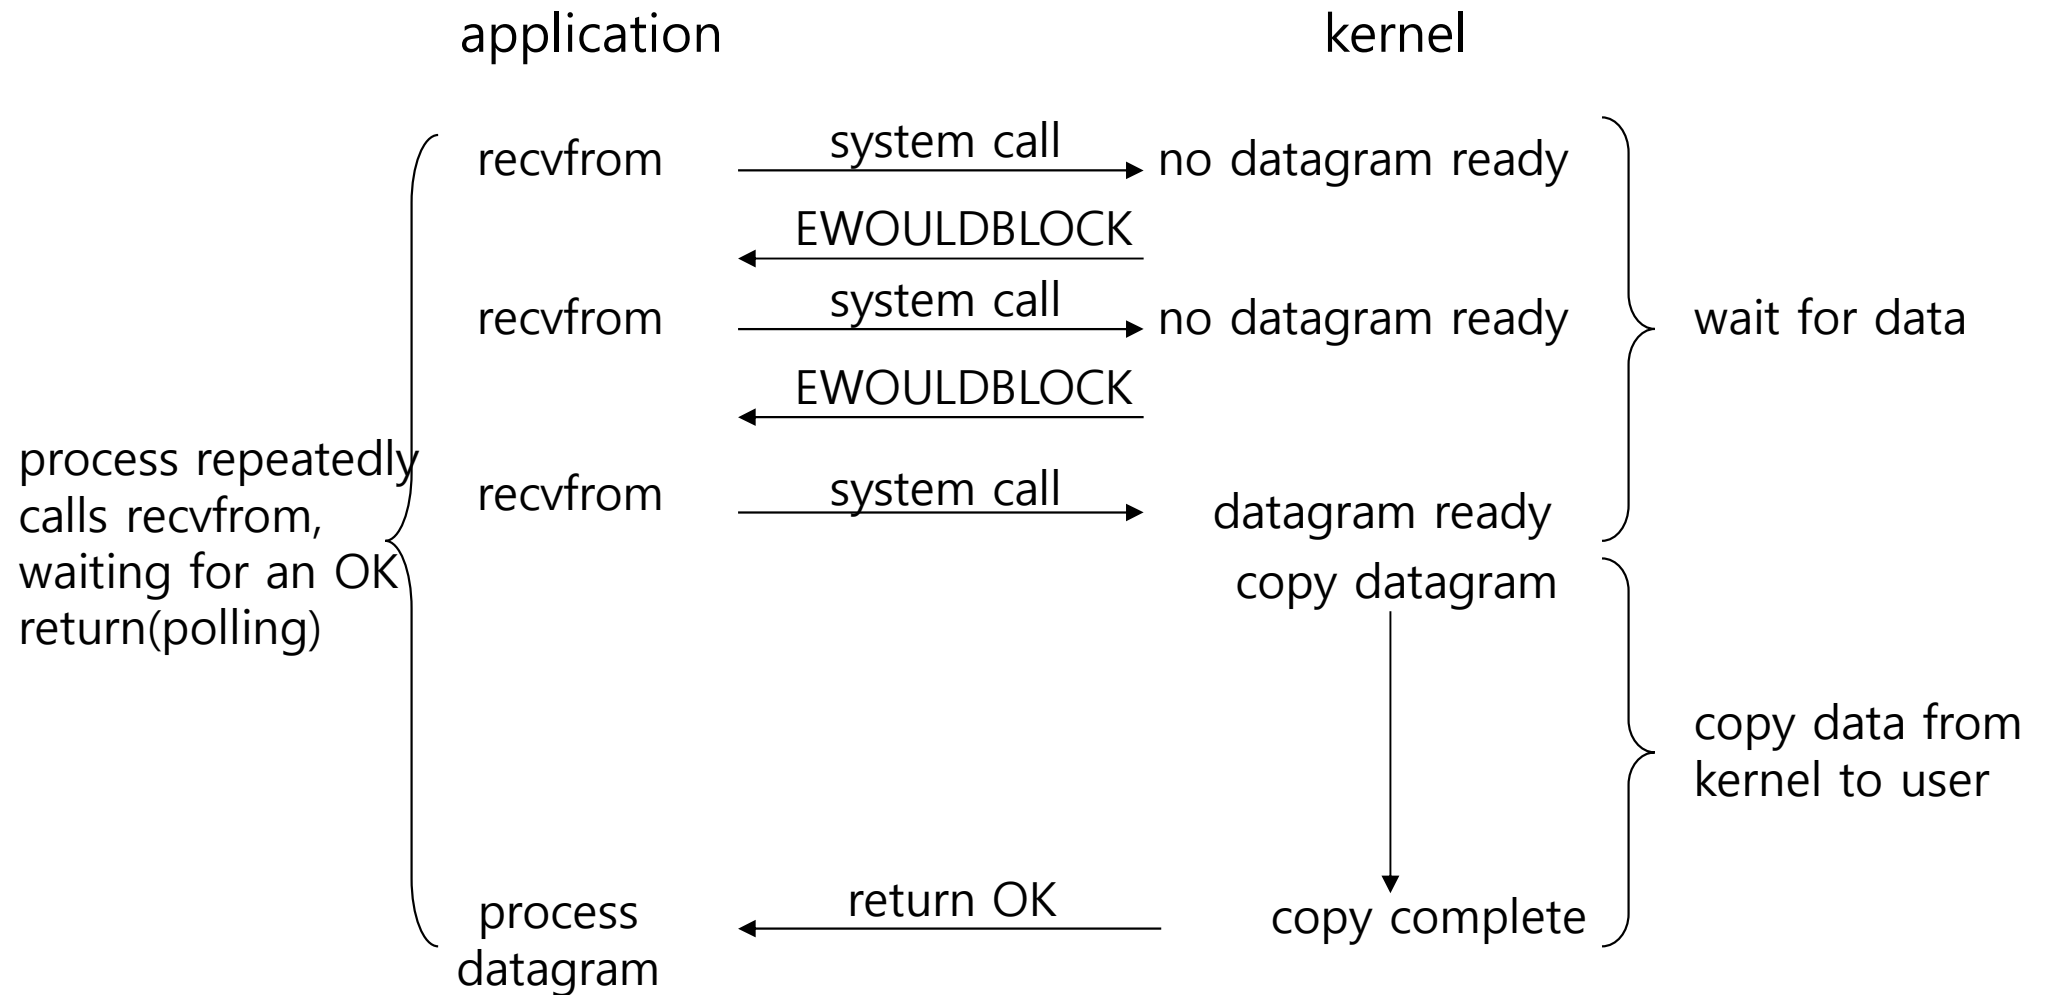 application
kernel
recvfrom
system call
no datagram ready
EWOULDBLOCK
recvfrom
system call
no datagram ready
wait for data
EWOULDBLOCK
process repeatedly
calls recvfrom,
waiting for an OK
return(polling)
recvfrom
system call
datagram ready
copy datagram
copy data from
kernel to user
process
datagram
return OK
copy complete